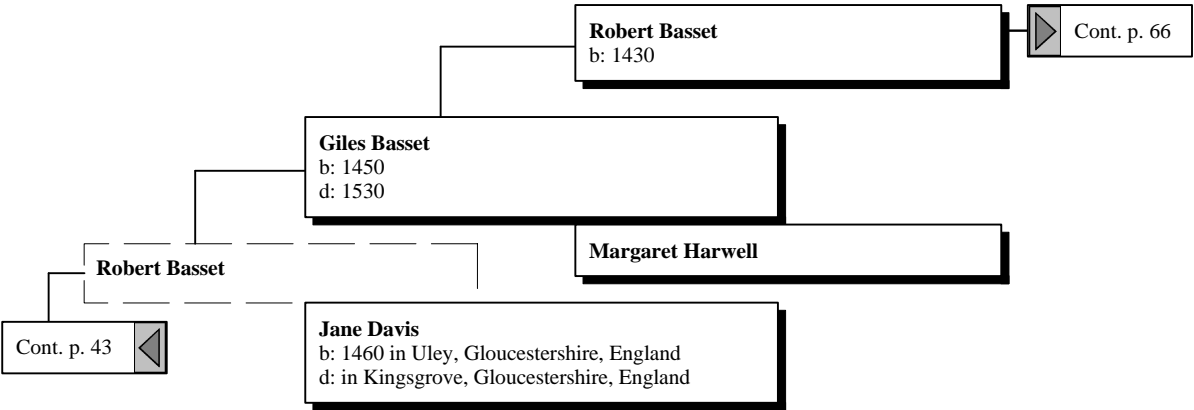 Robert Basset
b: 1430
Cont. p. 66
Giles Basset
b: 1450
d: 1530
Margaret Harwell
Robert Basset
Jane Davis
b: 1460 in Uley, Gloucestershire, England
d: in Kingsgrove, Gloucestershire, England
Cont. p. 43